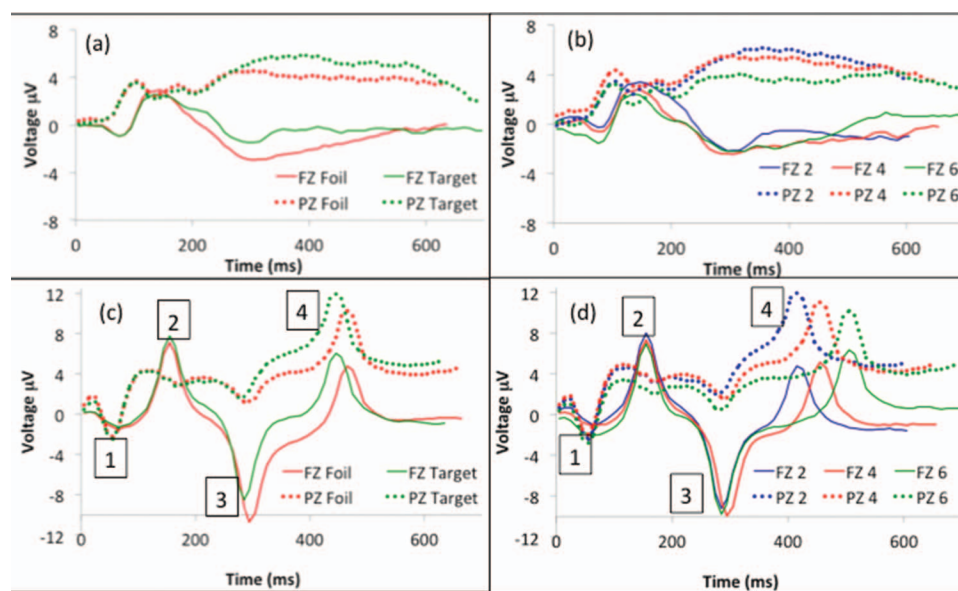 (a)
8
4
0
-4
-8
Voltage µV
FZ Foil FZ Target
PZ Foil PZ Target
0 200 400 600
Time (ms)
(b)
8
4
0
-4
-8
Voltage µV
FZ 2 FZ 4 FZ 6
PZ 2 PZ 4 PZ 6
0 200 400 600
Time (ms)
(c)
12
8
4
0
-4
-8
-12
Voltage µV
1
2
3
4
FZ Foil FZ Target
PZ Foil PZ Target
0 200 400 600
Time (ms)
(d)
12
8
4
0
-4
-8
-12
Voltage µV
1
2
3
4
FZ 2 FZ 4 FZ 6
PZ 2 PZ 4 PZ 6
0 200 400 600
Time (ms)